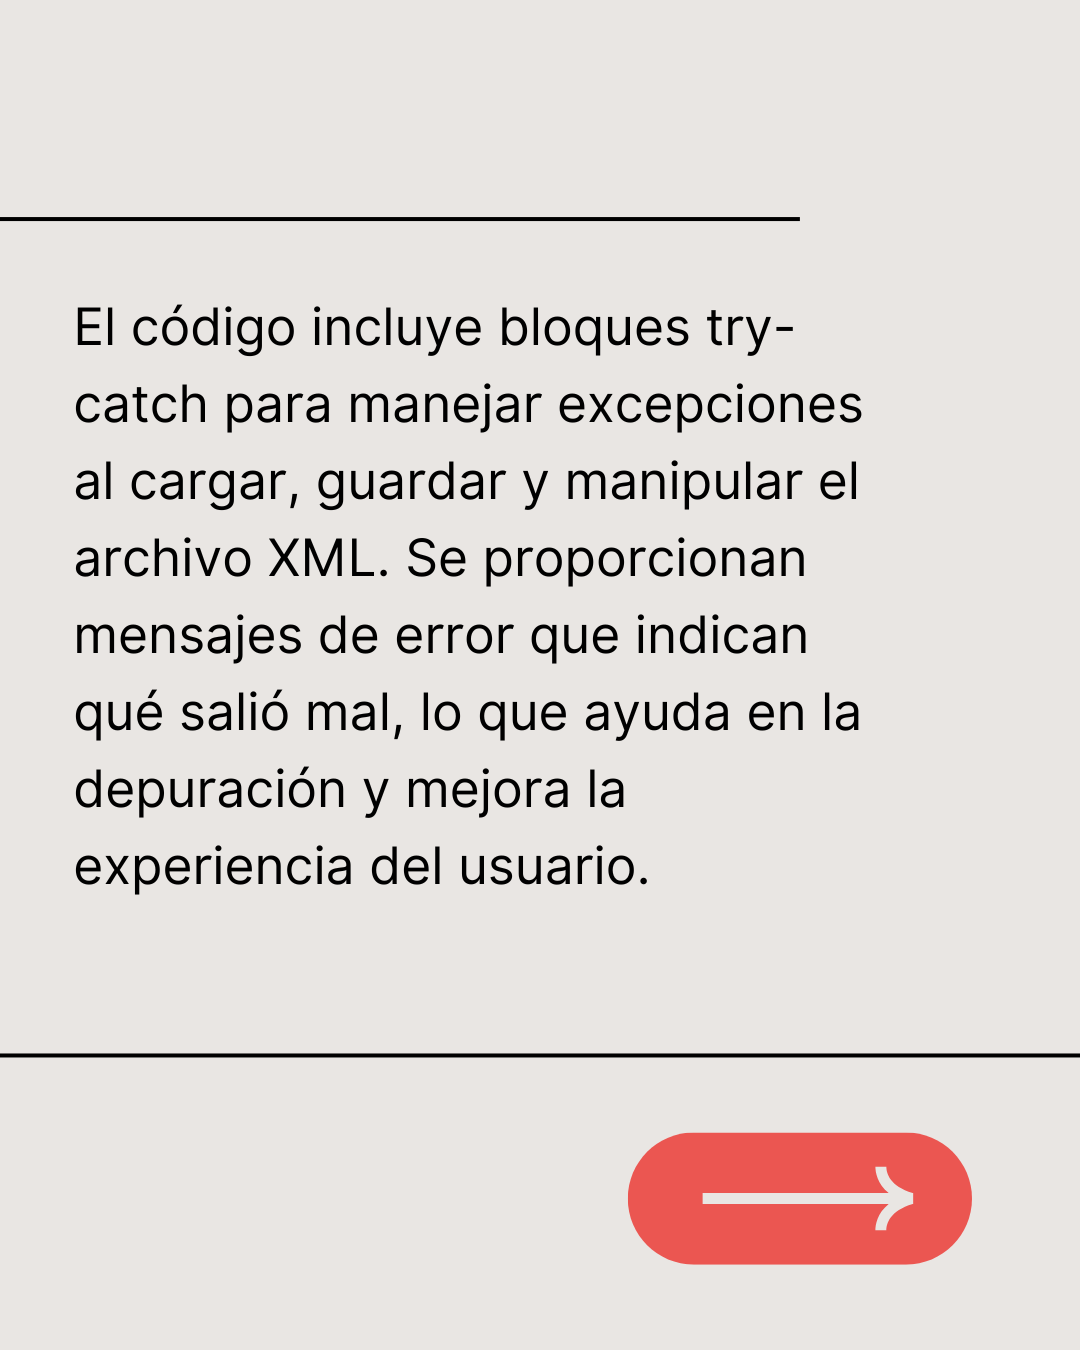 El código incluye bloques try-
catch para manejar excepciones
al cargar, guardar y manipular el
archivo XML. Se proporcionan
mensajes de error que indican
qué salió mal, lo que ayuda en la
depuración y mejora la
experiencia del usuario.